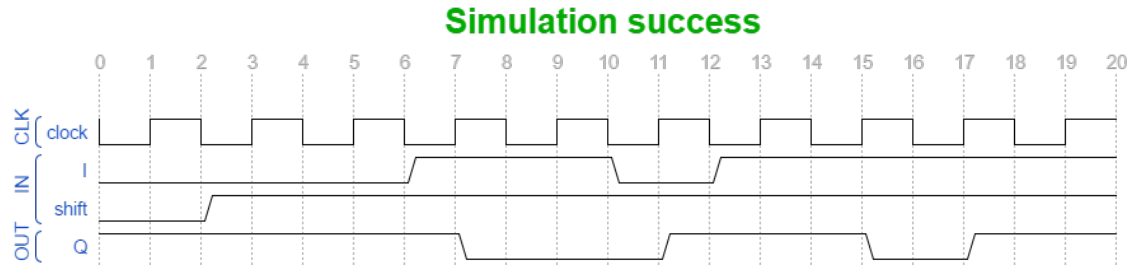 Simulation success
0 1 2 3 4 5 6 7 8 9 10 11 12 13 14 15 16 17 18 19 20
CLK clock
IN I
shift
OUT Q